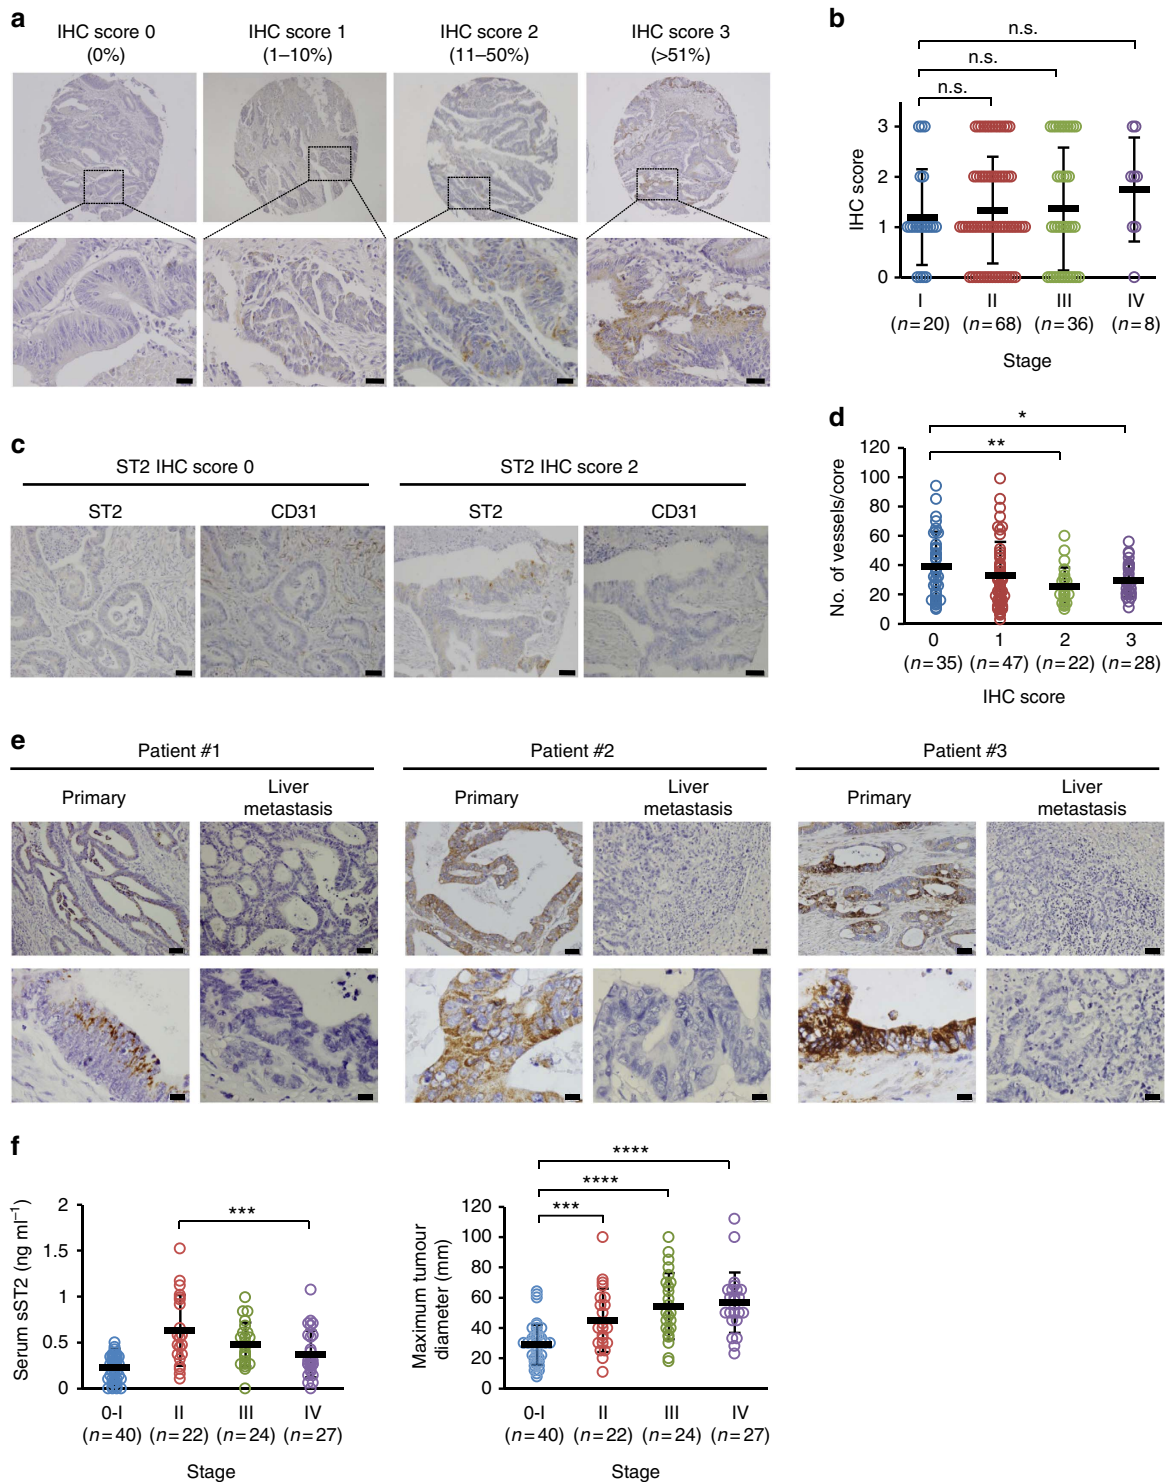 a
IHC score 0
(0%)
IHC score 1
(1–10%)
IHC score 2
(11–50%)
IHC score 3
(>51%)
b
n.s.
n.s.
n.s.
IHC score
3
2
1
0
I
II
III
IV
(n=20)
(n=68)
(n=36)
(n=8)
Stage
c
ST2 IHC score 0
ST2 IHC score 2
ST2
CD31
ST2
CD31
d
*
**
No. of vessels/core
120
100
80
60
40
20
0
0
1
2
3
(n=35)
(n=47)
(n=22)
(n=28)
IHC score
e
Patient #1
Patient #2
Patient #3
Primary
Liver
metastasis
Primary
Liver
metastasis
Primary
Liver
metastasis
f
***
Serum sST2 (ng ml⁻¹)
2
1.5
1
0.5
0
0-I
II
III
IV
(n=40)
(n=22)
(n=24)
(n=27)
Stage
****
****
***
Maximum tumour
diameter (mm)
120
100
80
60
40
20
0
0-I
II
III
IV
(n=40)
(n=22)
(n=24)
(n=27)
Stage